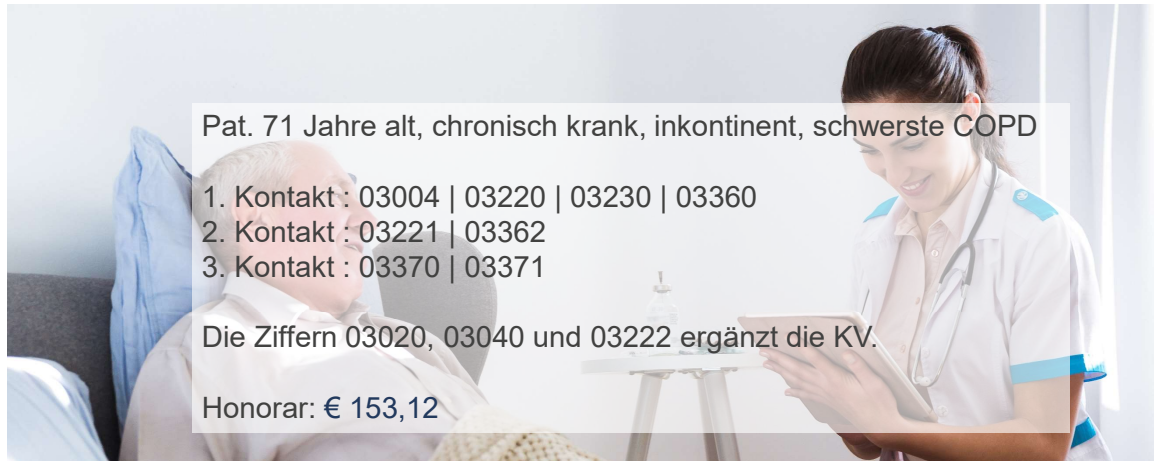 Pat. 71 Jahre alt, chronisch krank, inkontinent, schwerste COPD
1. Kontakt : 03004 | 03220 | 03230 | 03360
2. Kontakt : 03221 | 03362
3. Kontakt : 03370 | 03371
Die Ziffern 03020, 03040 und 03222 ergänzt die KV.
Honorar: € 153,12